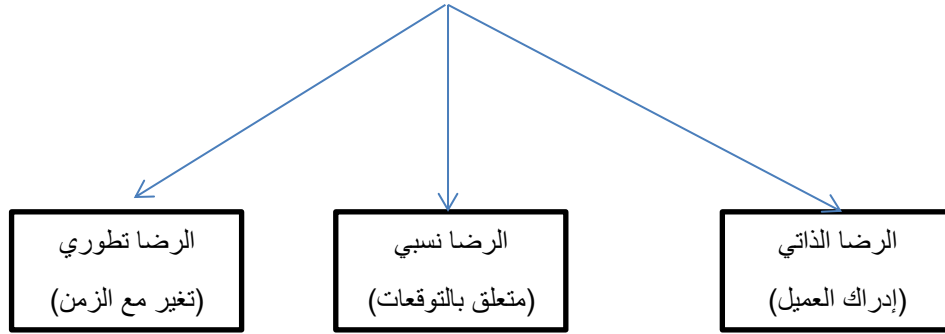 الرضا الذاتي
(إدراك العميل)
الرضا نسبي
(متعلق بالتوقعات)
الرضا تطوري
(تغير مع الزمن)